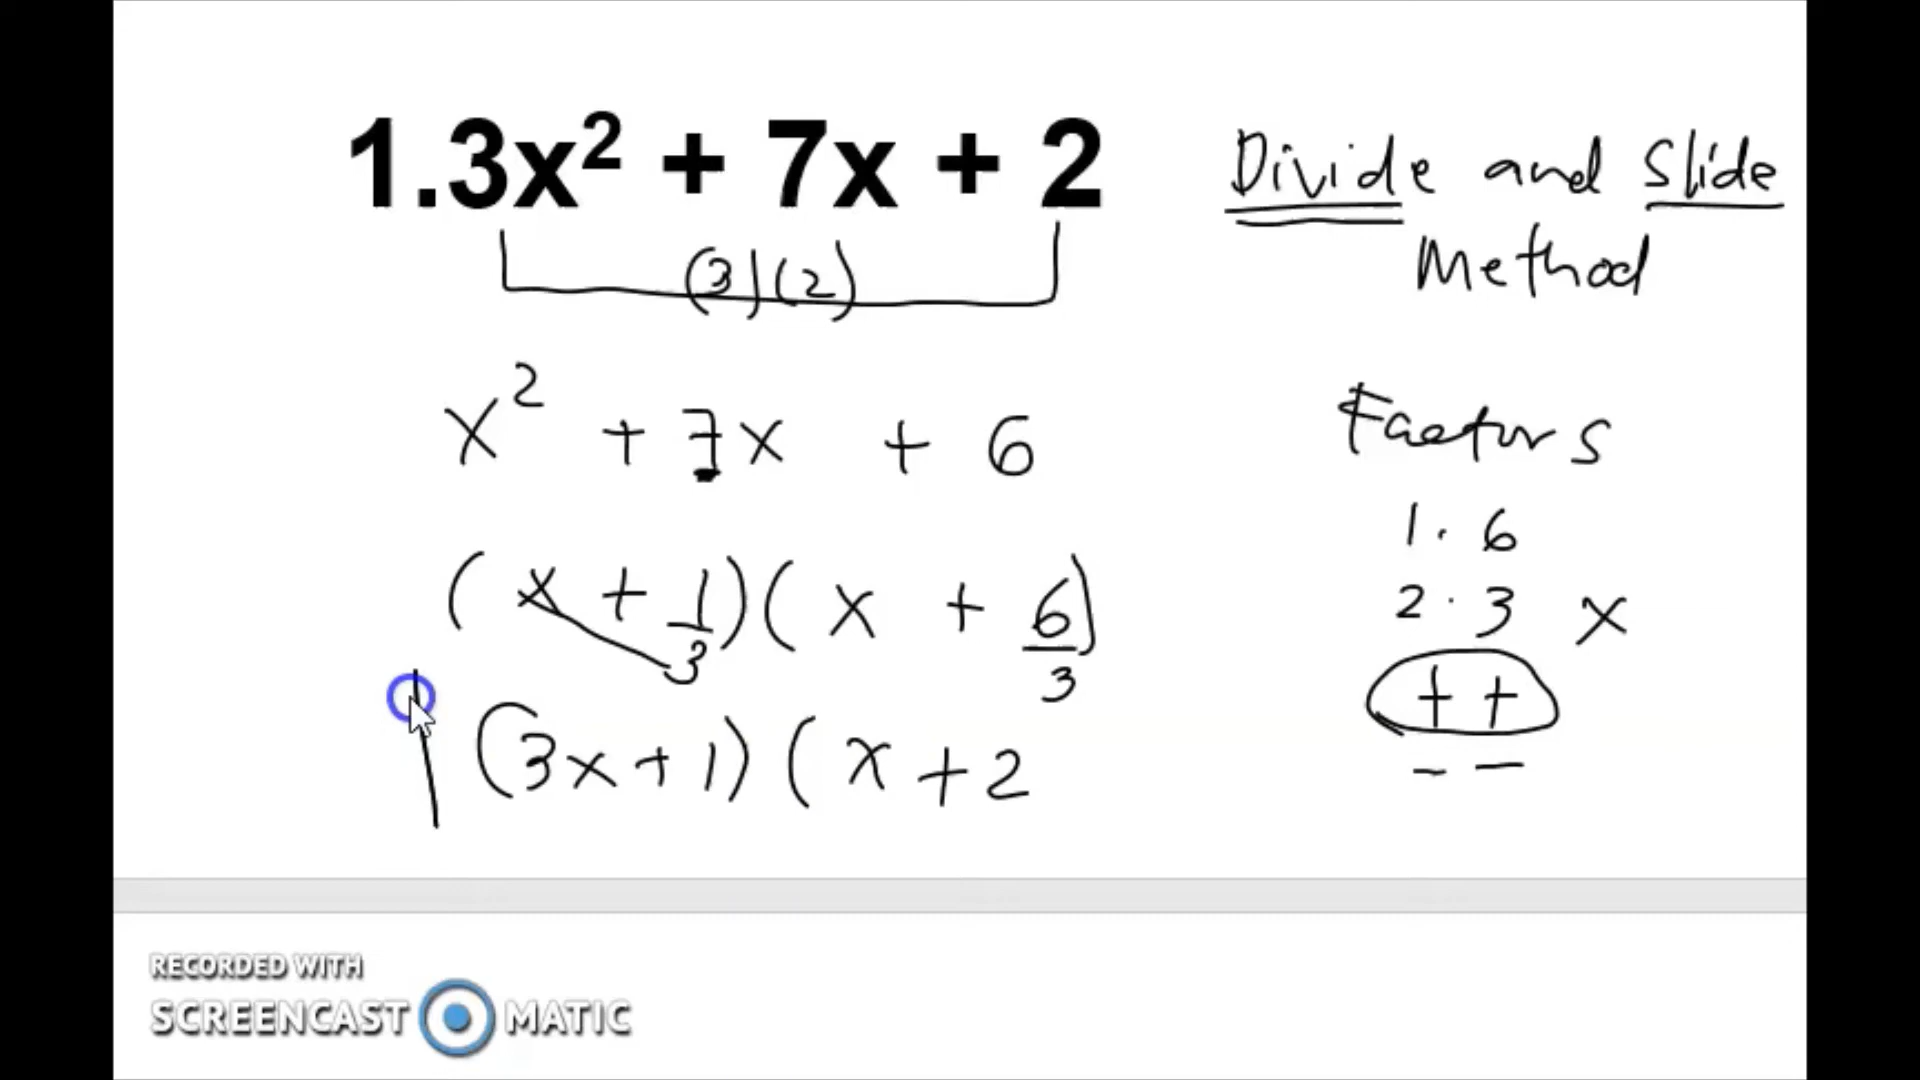 1. 3x² + 7x + 2
Divide and Slide
Method
(3)(2)
x² + 7x + 6
Factors
1 · 6
2 · 3 x
(x + 1/3)(x + 6/3)
+ +
- -
(3x+1)(x+2
RECORDED WITH
SCREENCAST MATIC